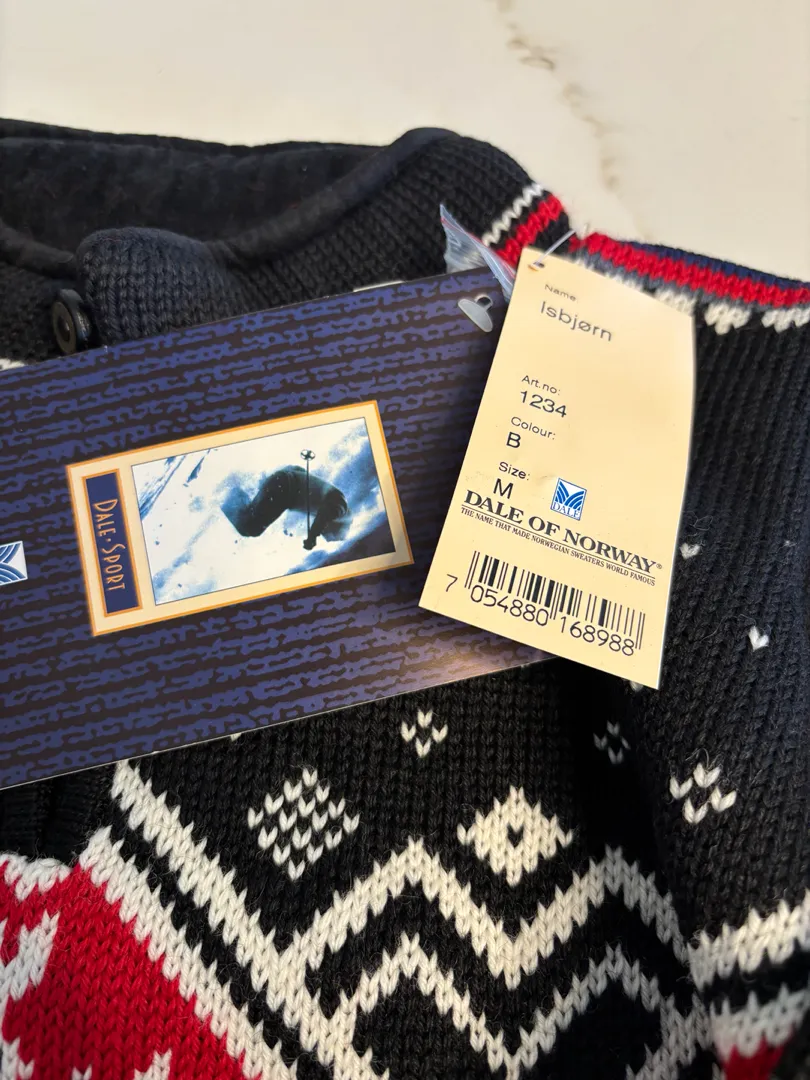 Name
Isbjørn
Art.no:
1234
Colour:
B
Size:
M
DALE
DALE OF NORWAY®
THE NAME THAT MADE NORWEGIAN SWEATERS WORLD FAMOUS
7 054880 168988
DALE·SPORT